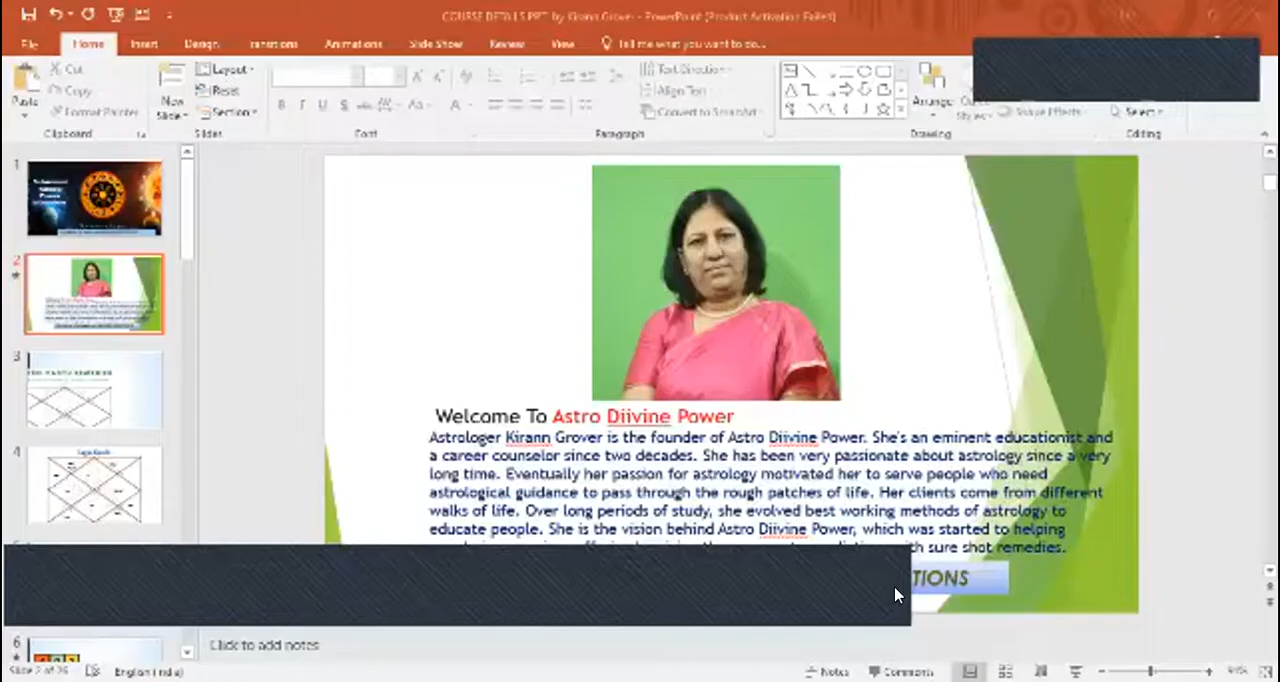 COURSE DETAILS.PPT by Kirann Grover - PowerPoint (Product Activation Failed)
File Home Insert Design Transitions Animations Slide Show Review View Tell me what you want to do...
Cut
Copy
Format Painter
Paste
Clipboard
New
Slide
Layout
Reset
Section
Slides
Font
Text Direction
Align Text
Convert to SmartArt
Paragraph
Arrange
Shape Effects
Drawing
Select
Editing
1
2
3
4
6
Welcome To Astro Diivine Power
Astrologer Kirann Grover is the founder of Astro Diivine Power. She's an eminent educationist and
a career counselor since two decades. She has been very passionate about astrology since a very
long time. Eventually her passion for astrology motivated her to serve people who need
astrological guidance to pass through the rough patches of life. Her clients come from different
walks of life. Over long periods of study, she evolved best working methods of astrology to
educate people. She is the vision behind Astro Diivine Power, which was started to helping
with sure shot remedies.
TIONS
Click to add notes
Slide 2 of 26 English (India) Notes Comments